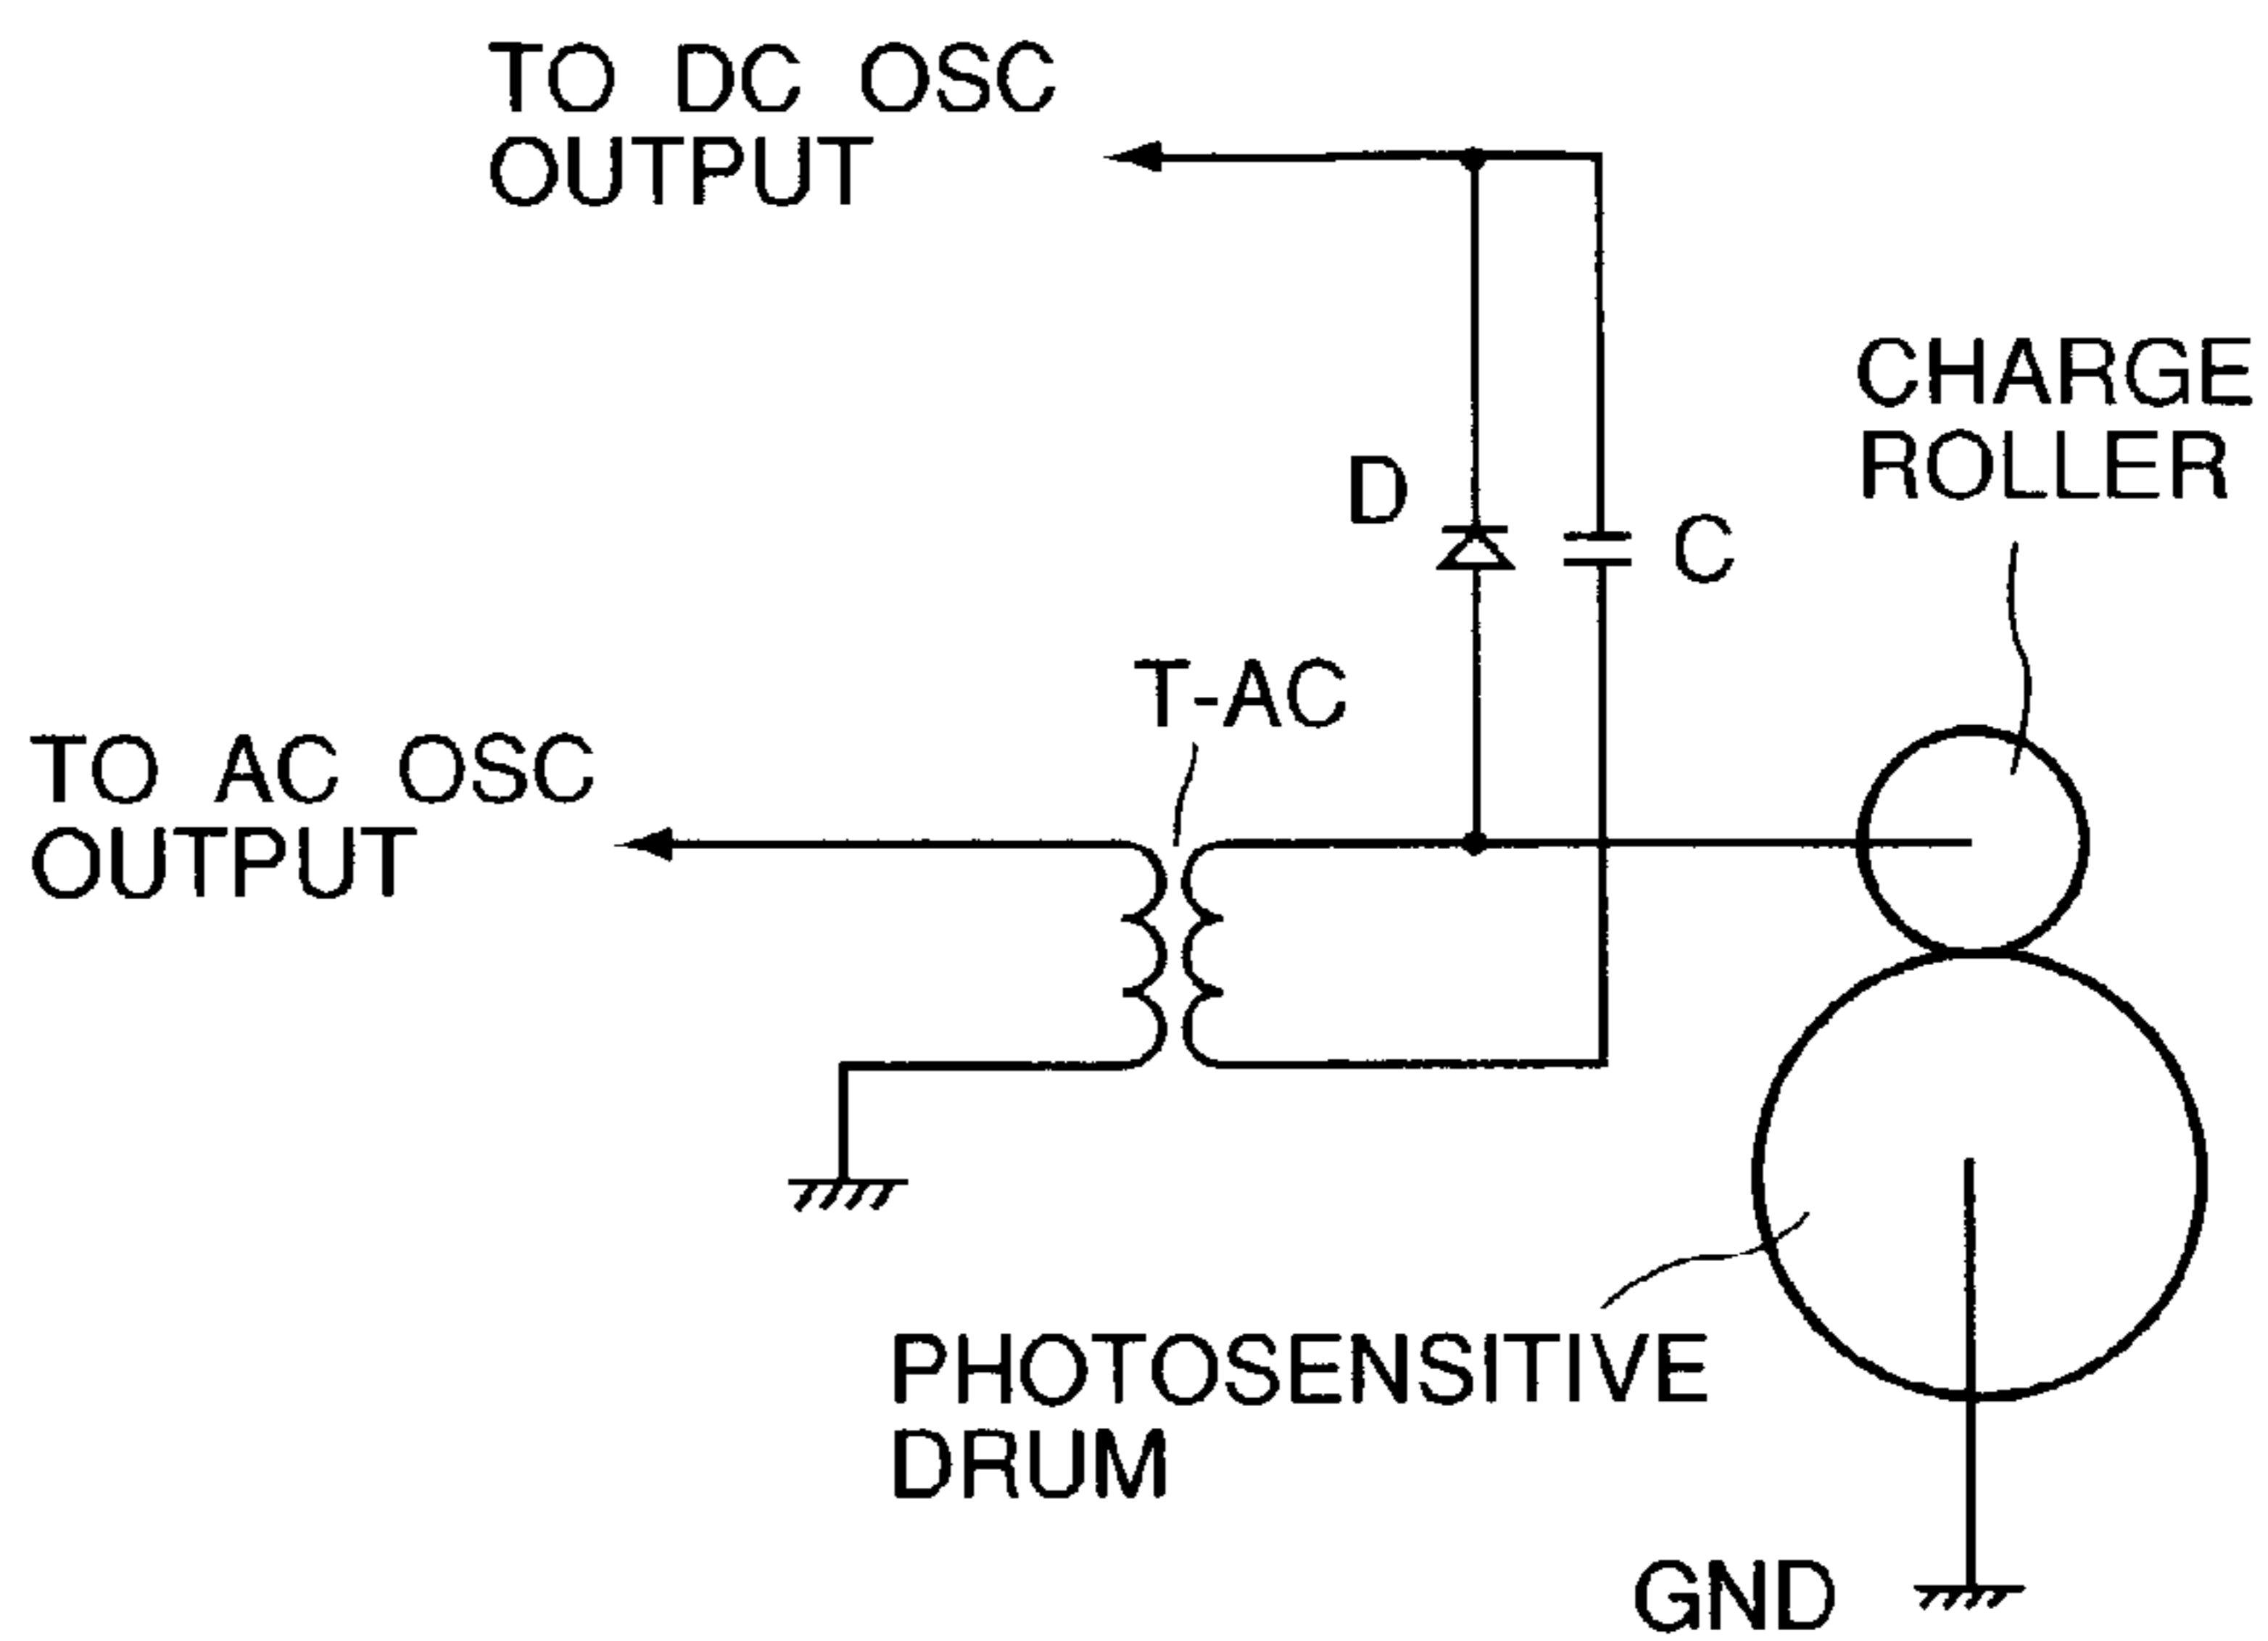 TO DC OSC
OUTPUT
CHARGE
ROLLER
D
C
T-AC
TO AC OSC
OUTPUT
PHOTOSENSITIVE
DRUM
GND